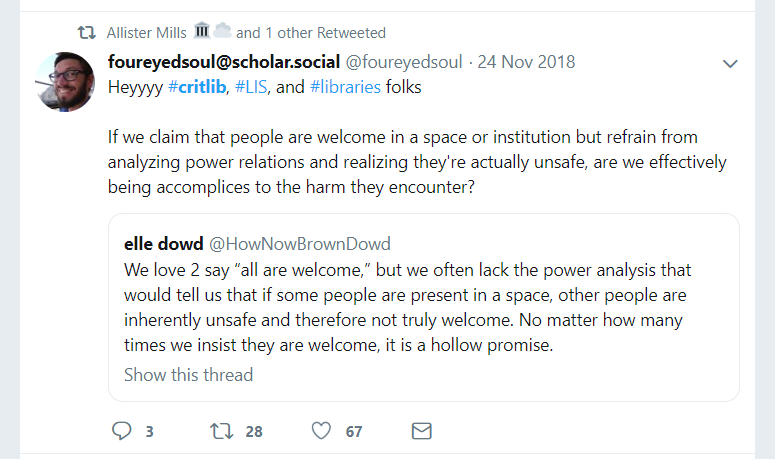 Allister Mills 🏛️☁️ and 1 other Retweeted
foureyedsoul@scholar.social @foureyedsoul · 24 Nov 2018
Heyyyy #critlib, #LIS, and #libraries folks
If we claim that people are welcome in a space or institution but refrain from
analyzing power relations and realizing they're actually unsafe, are we effectively
being accomplices to the harm they encounter?
elle dowd @HowNowBrownDowd
We love 2 say “all are welcome,” but we often lack the power analysis that
would tell us that if some people are present in a space, other people are
inherently unsafe and therefore not truly welcome. No matter how many
times we insist they are welcome, it is a hollow promise.
Show this thread
3 28 67